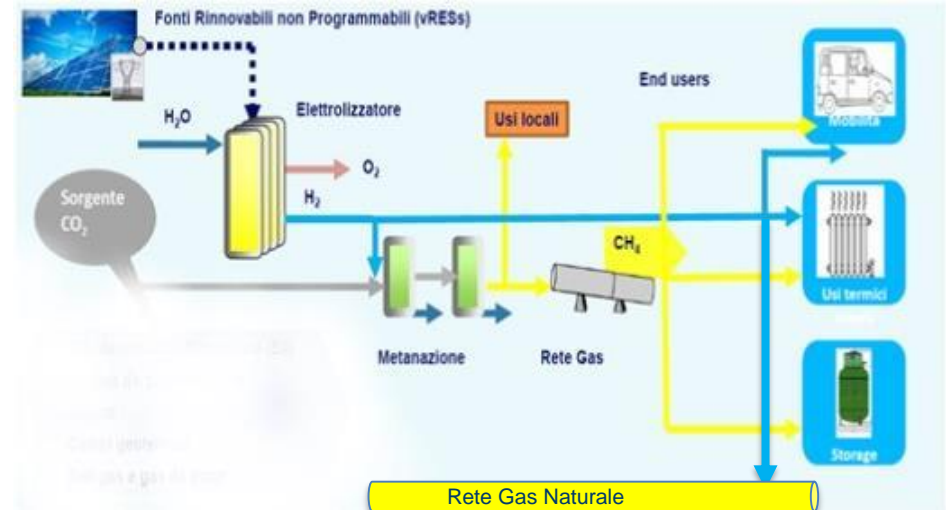 Fonti Rinnovabili non Programmabili (vRESs)
End users
H₂O
Elettrolizzatore
Usi locali
Mobilità
O₂
Sorgente
CO₂
H₂
CH₄
Usi termici
Metanazione
Rete Gas
Storage
Rete Gas Naturale